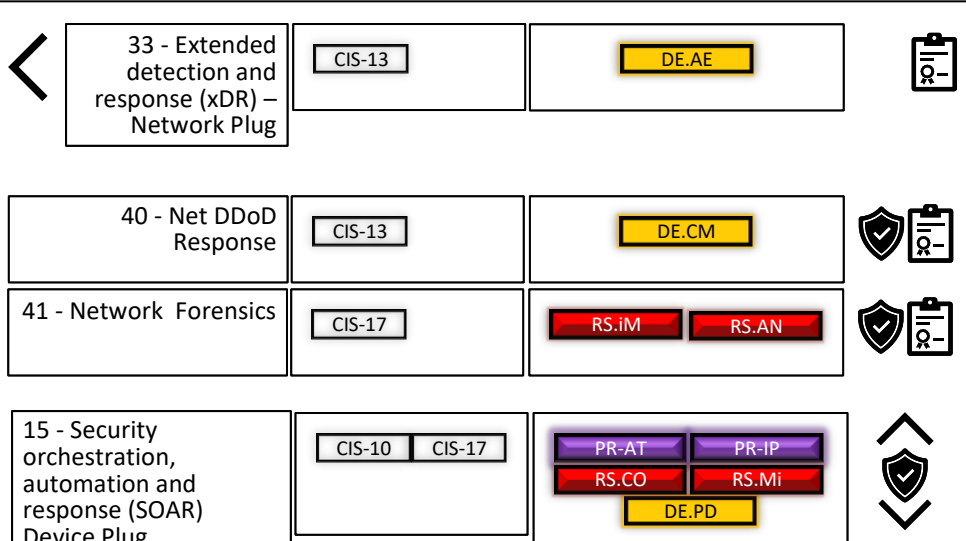 33 - Extended
detection and
response (xDR) –
Network Plug
CIS-13
DE.AE
40 - Net DDoD
Response
CIS-13
DE.CM
41 - Network  Forensics
CIS-17
RS.iM
RS.AN
15 - Security
orchestration,
automation and
response (SOAR)
Device Plug
CIS-10
CIS-17
PR-AT
PR-IP
RS.CO
RS.Mi
DE.PD